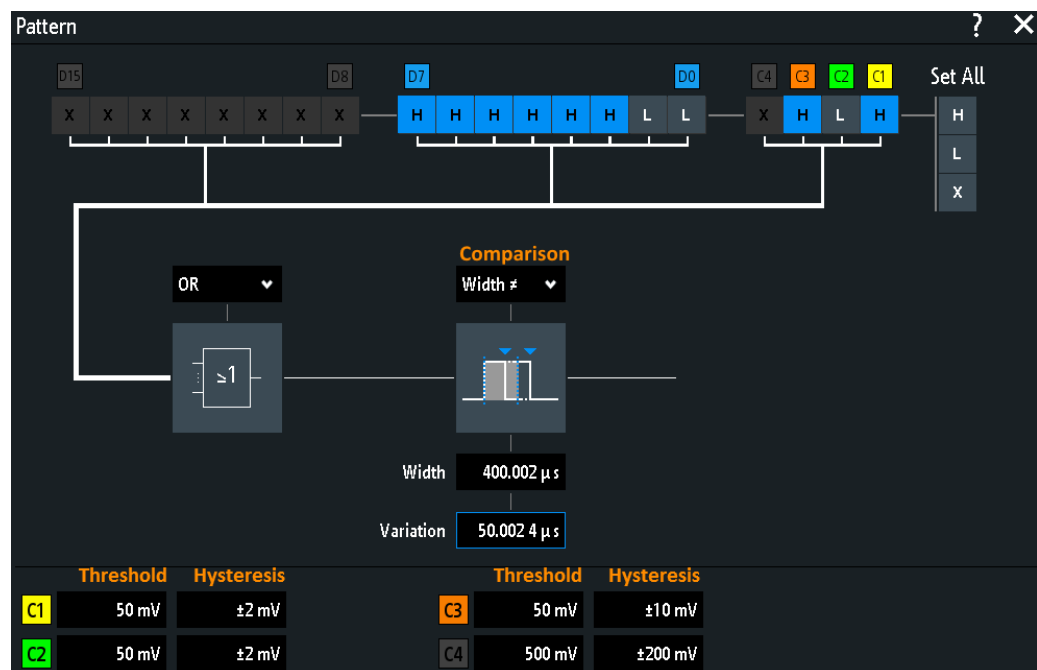 Pattern ? X
D15 D8 D7 D0 C4 C3 C2 C1 Set All
X X X X X X X X H H H H H H L L X H L H H
L
X
Comparison
OR Width ≠
≥1
Width 400.002 µs
Variation 50.002 4 µs
Threshold Hysteresis Threshold Hysteresis
C1 50 mV ±2 mV C3 50 mV ±10 mV
C2 50 mV ±2 mV C4 500 mV ±200 mV